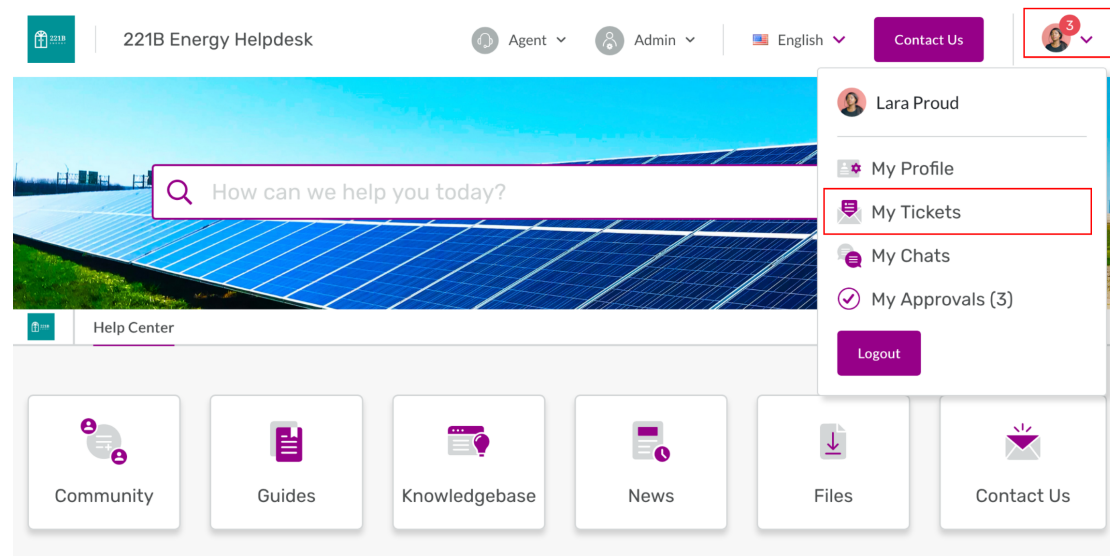 221B
221B Energy Helpdesk
Agent
Admin
English
Contact Us
3
Lara Proud
My Profile
How can we help you today?
My Tickets
My Chats
My Approvals (3)
Logout
Help Center
Community
Guides
Knowledgebase
News
Files
Contact Us